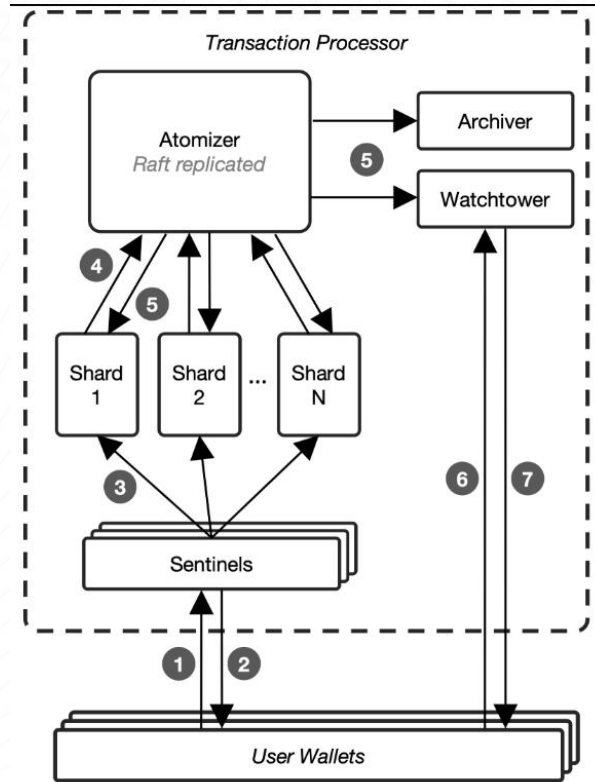 Transaction Processor
Atomizer
Raft replicated
Archiver
5
Watchtower
4
5
Shard
1
Shard
2
...
Shard
N
3
6
7
Sentinels
1
2
User Wallets